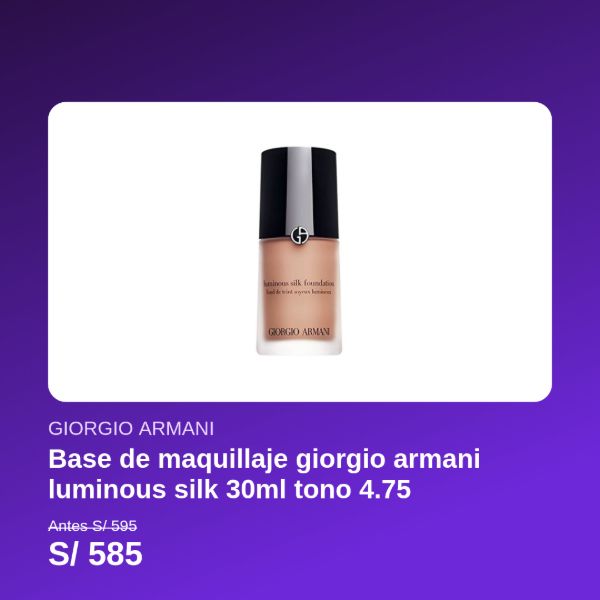 luminous silk foundation
fond de teint soyeux lumineux
GIORGIO ARMANI
GIORGIO ARMANI
Base de maquillaje giorgio armani
luminous silk 30ml tono 4.75
Antes S/ 595
S/ 585